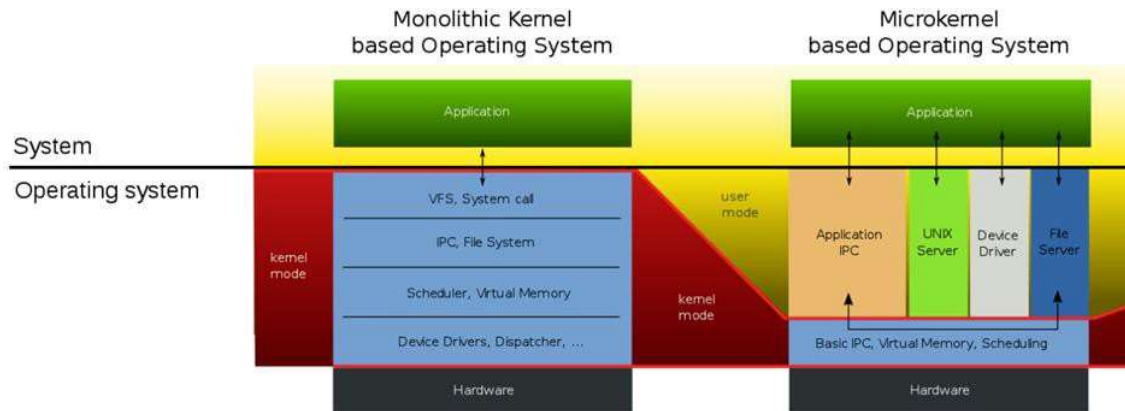 Monolithic Kernel
based Operating System
Microkernel
based Operating System
Application
Application
System
Operating system
VFS, System call
IPC, File System
Scheduler, Virtual Memory
Device Drivers, Dispatcher, ...
kernel
mode
user
mode
kernel
mode
Application
IPC
UNIX
Server
Device
Driver
File
Server
Basic IPC, Virtual Memory, Scheduling
Hardware
Hardware